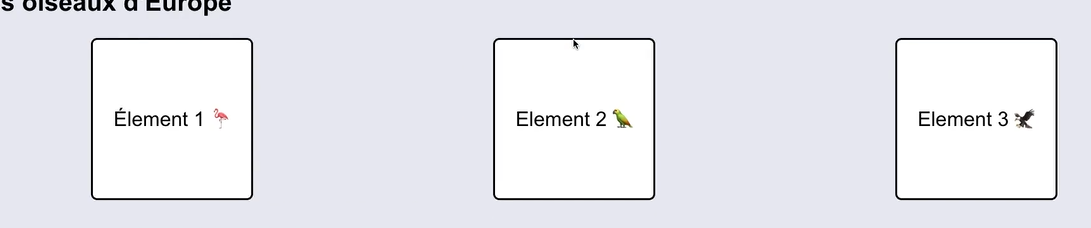 s oiseaux d'Europe
Élement 1 🦩
Element 2 🦜
Element 3 🦅